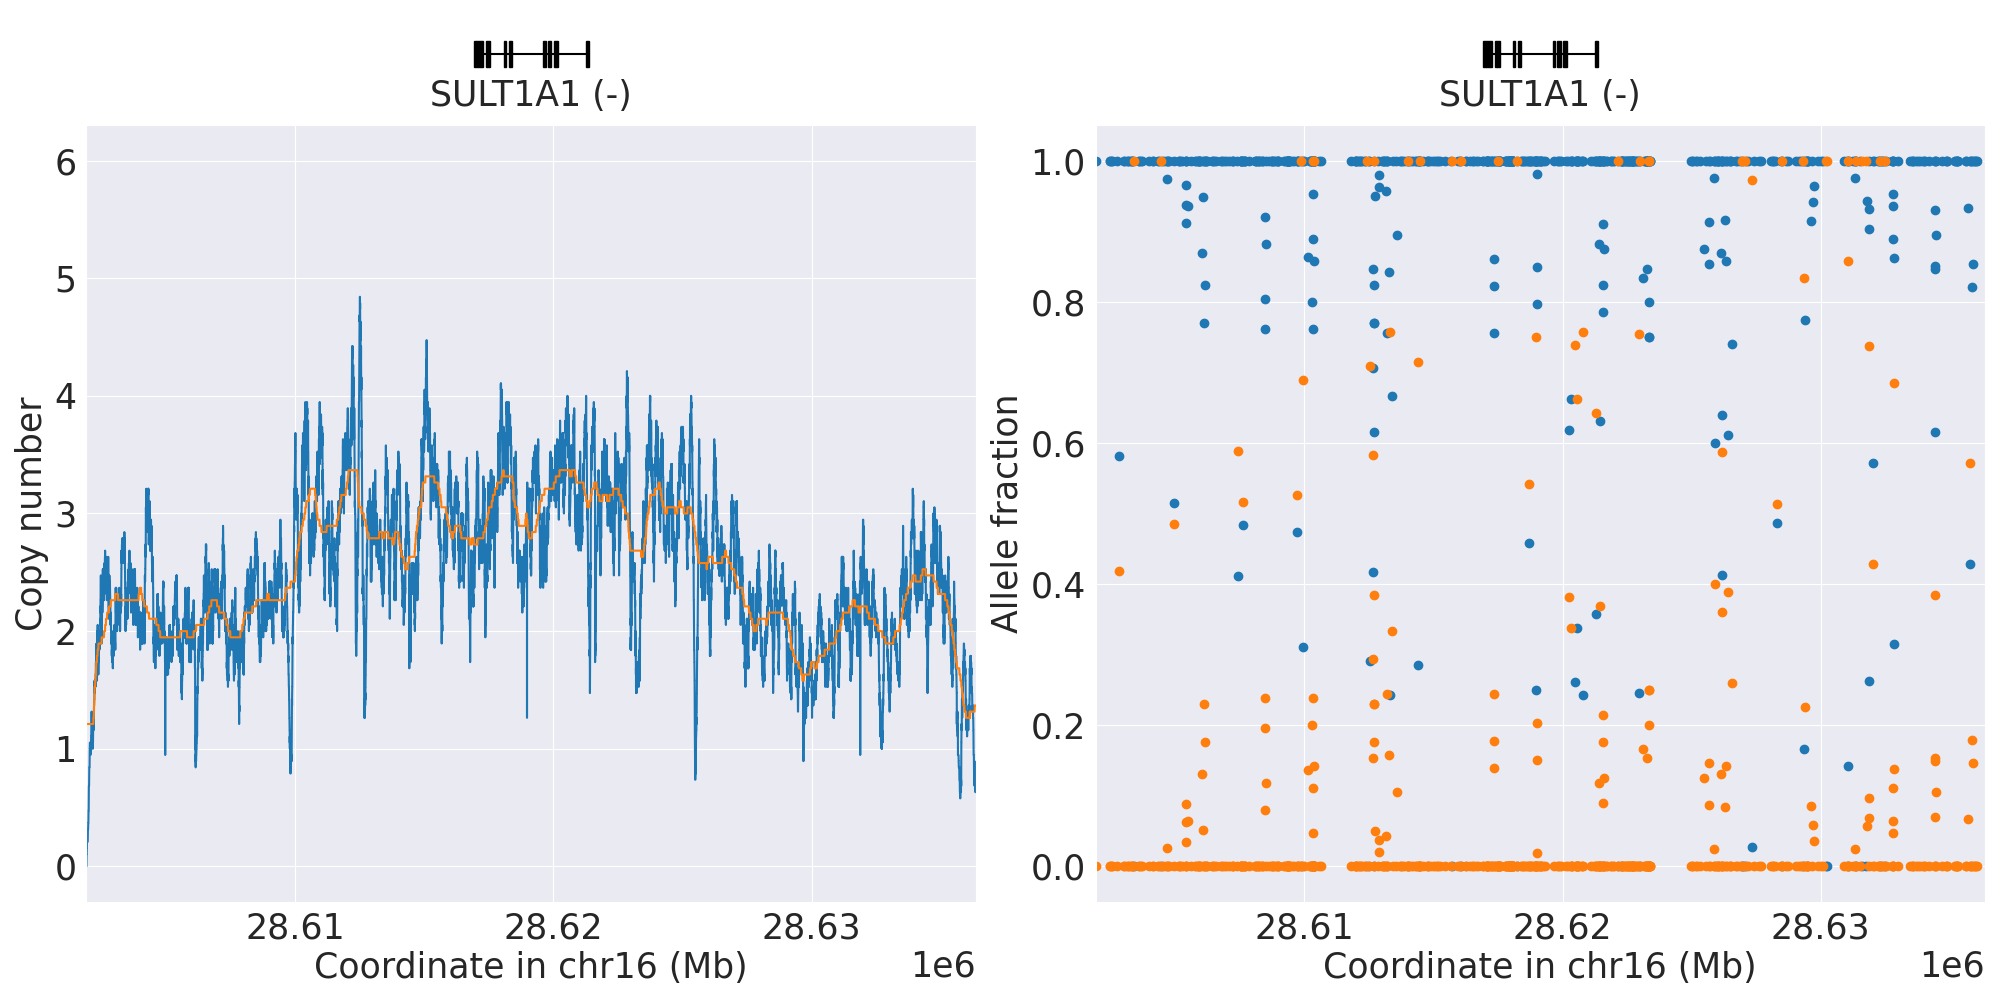 SULT1A1 (-)
Copy number
6
5
4
3
2
1
0
28.61
28.62
28.63
Coordinate in chr16 (Mb)
1e6
SULT1A1 (-)
Allele fraction
1.0
0.8
0.6
0.4
0.2
0.0
28.61
28.62
28.63
Coordinate in chr16 (Mb)
1e6